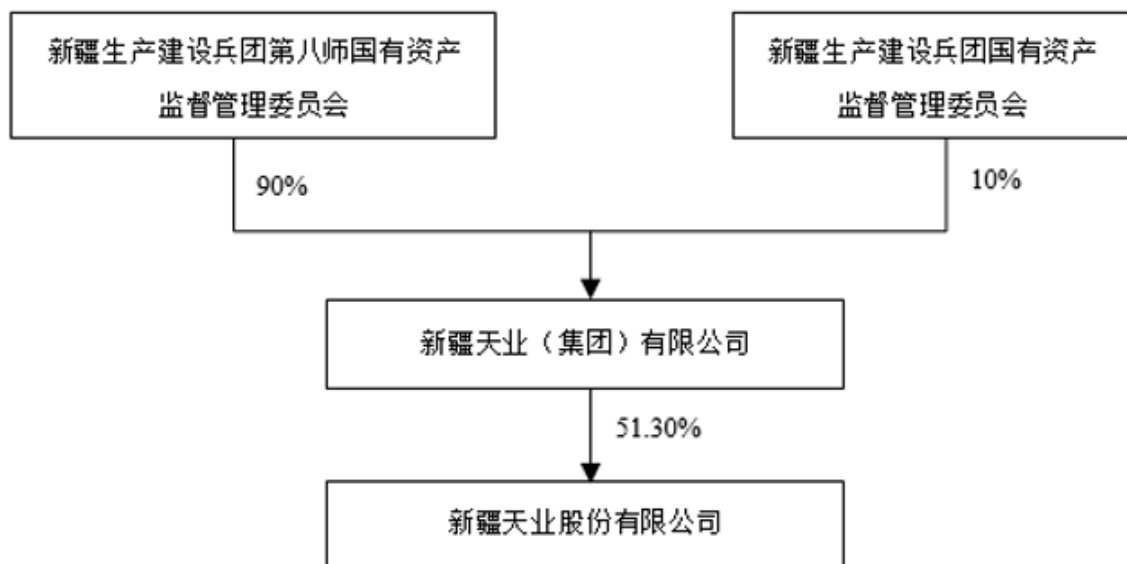 新疆生产建设兵团第八师国有资产
监督管理委员会
新疆生产建设兵团国有资产
监督管理委员会
90%
10%
新疆天业（集团）有限公司
51.30%
新疆天业股份有限公司